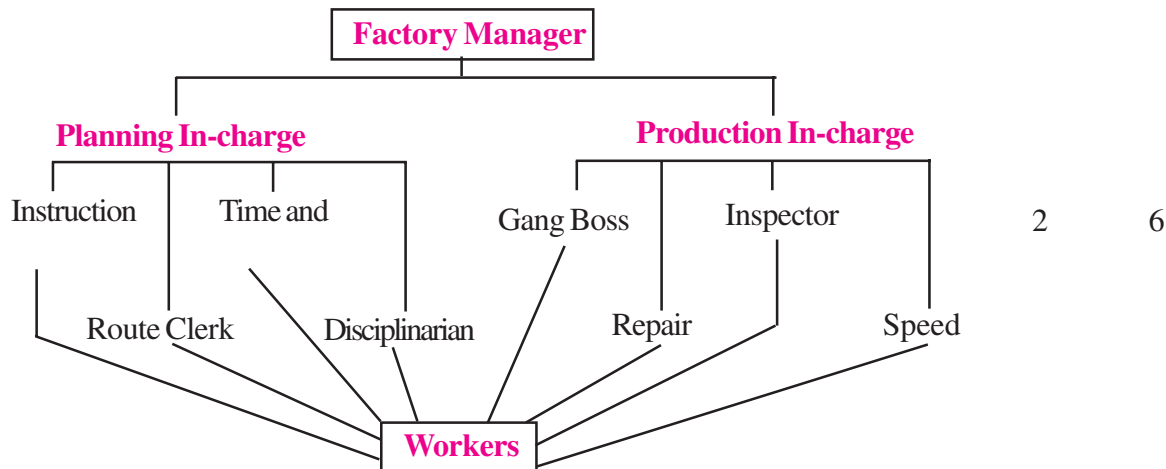 Factory Manager
Planning In-charge
Production In-charge
Instruction
Time and
Gang Boss
Inspector
2 6
Route Clerk
Disciplinarian
Repair
Speed
Workers